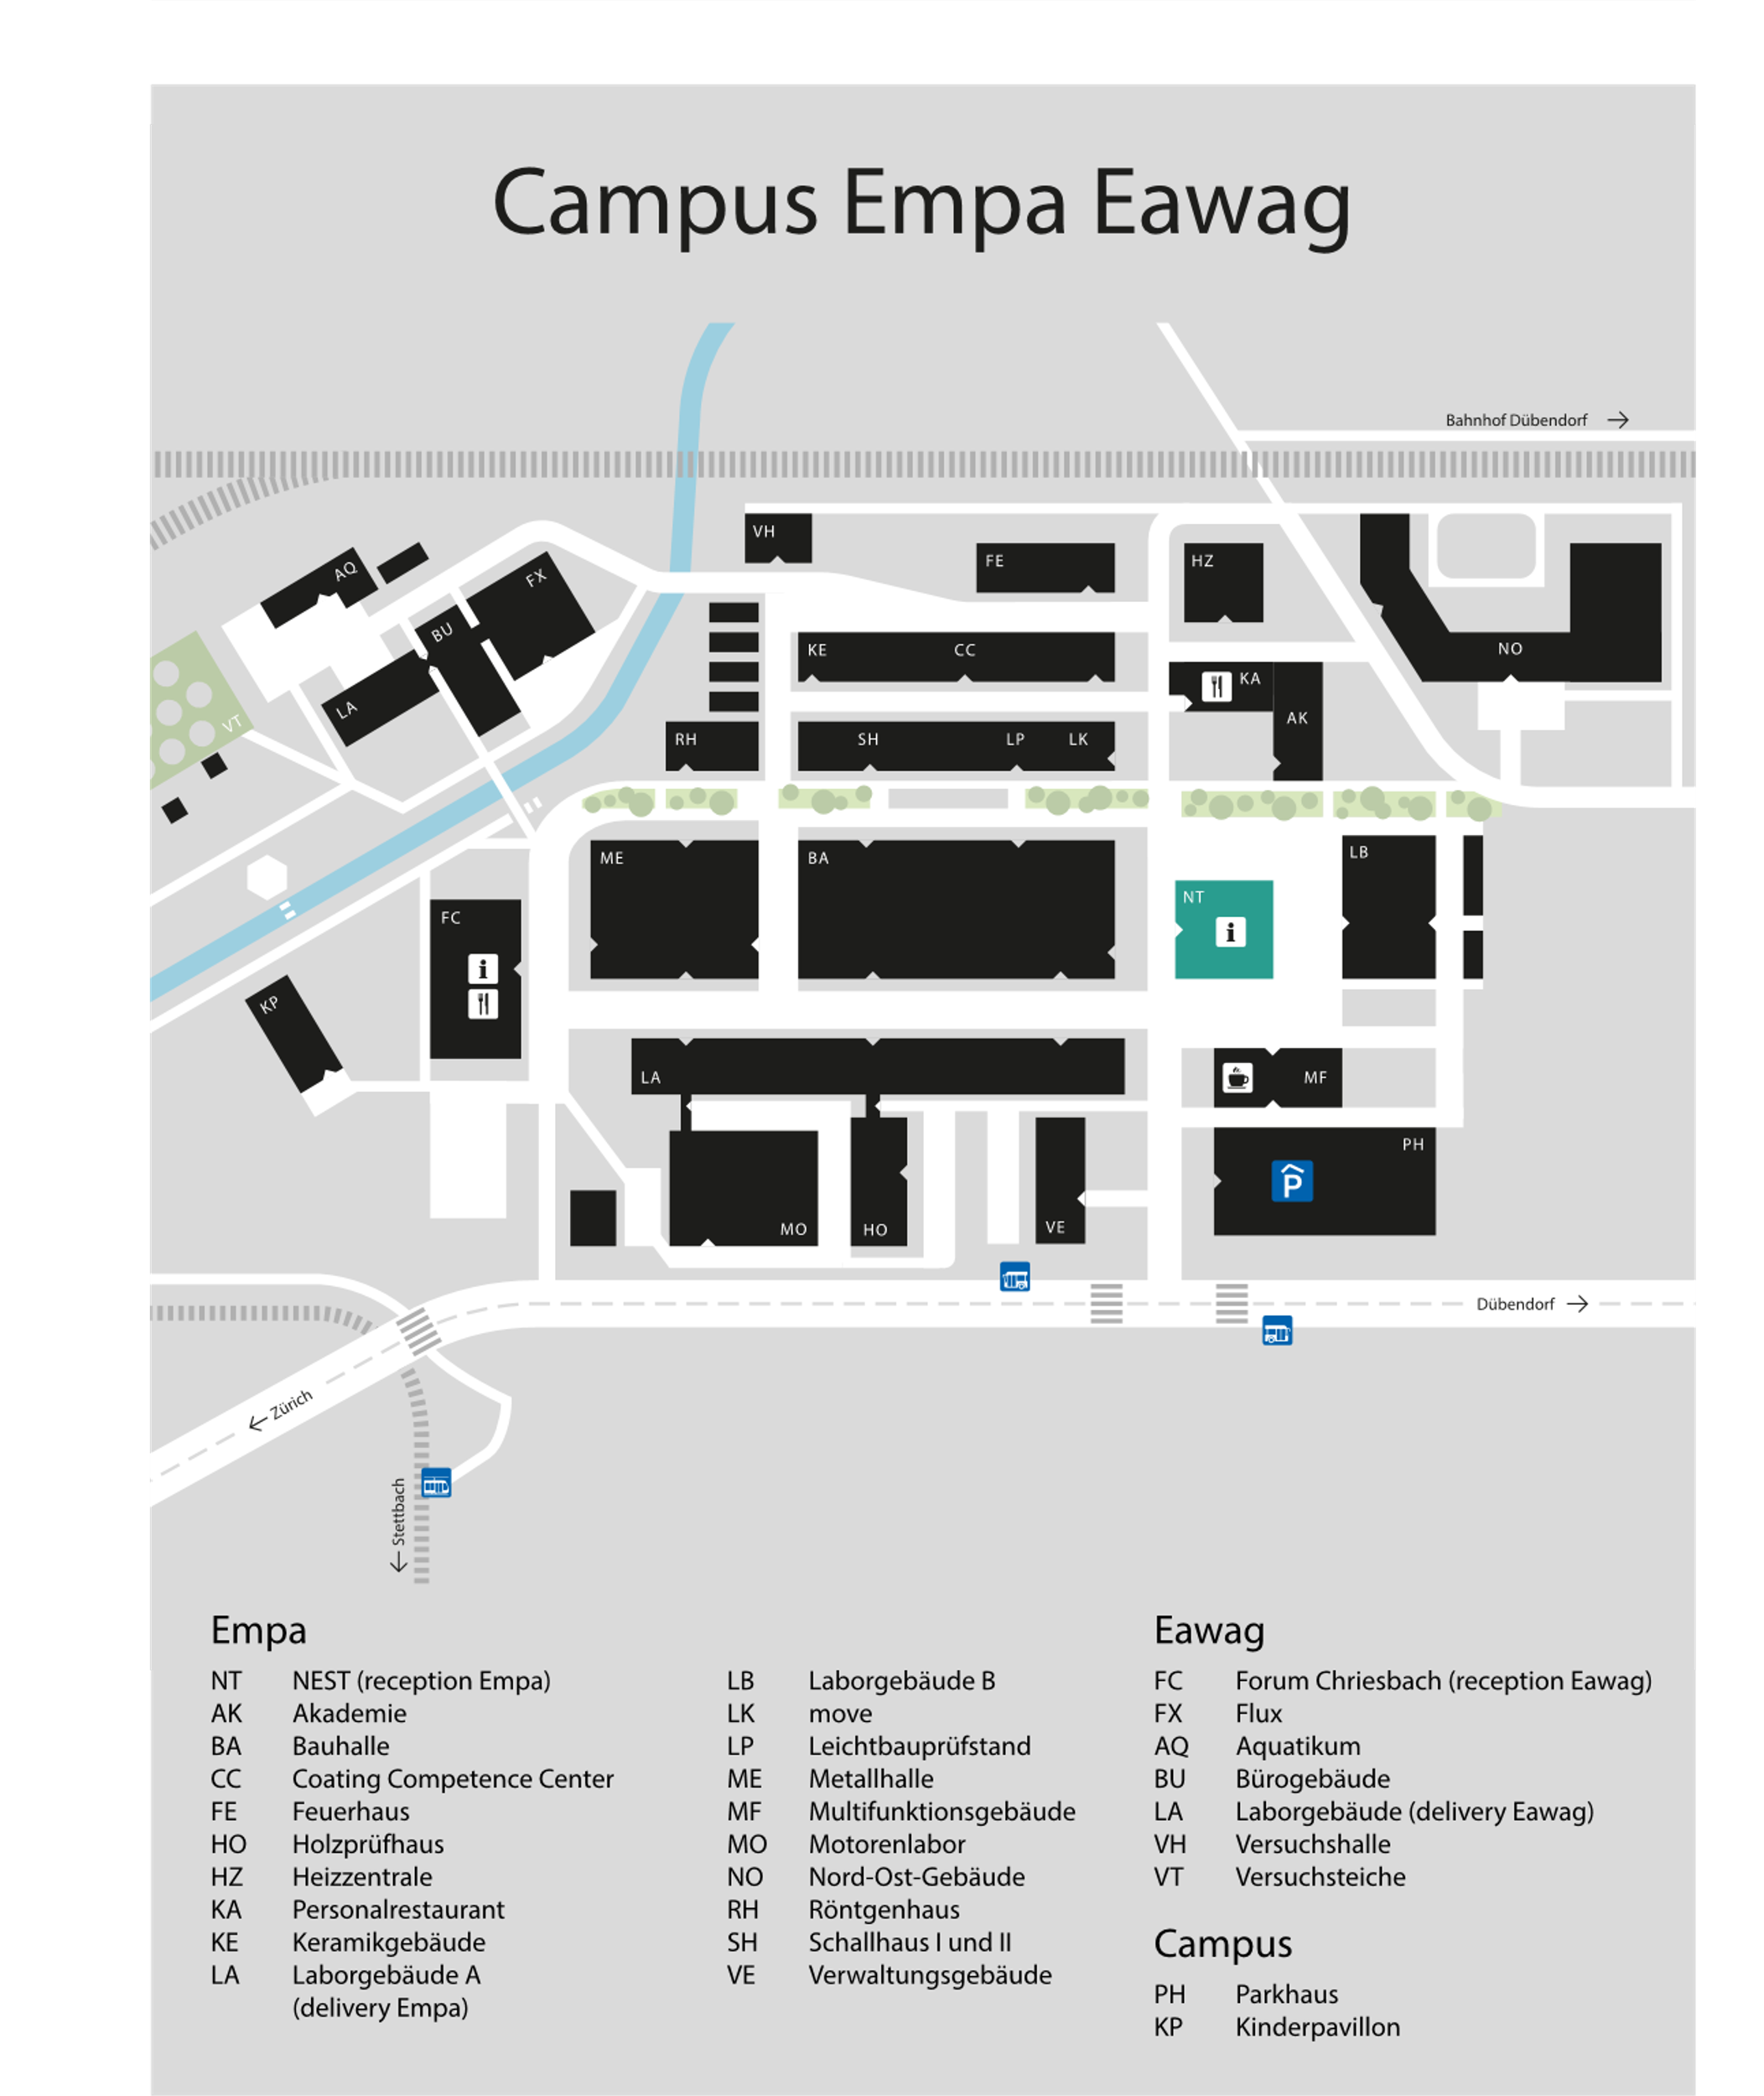 Campus Empa Eawag
Bahnhof Dübendorf →
VH
FE
HZ
AQ
FX
BU
KE
CC
NO
KA
LA
AK
VT
RH
SH
LP
LK
ME
BA
LB
NT
i
FC
i
KP
LA
MF
PH
P
MO
HO
VE
Dübendorf →
← Zürich
← Stettbach
Empa
NT NEST (reception Empa)
AK Akademie
BA Bauhalle
CC Coating Competence Center
FE Feuerhaus
HO Holzprüfhaus
HZ Heizzentrale
KA Personalrestaurant
KE Keramikgebäude
LA Laborgebäude A
(delivery Empa)
LB Laborgebäude B
LK move
LP Leichtbauprüfstand
ME Metallhalle
MF Multifunktionsgebäude
MO Motorenlabor
NO Nord-Ost-Gebäude
RH Röntgenhaus
SH Schallhaus I und II
VE Verwaltungsgebäude
Eawag
FC Forum Chriesbach (reception Eawag)
FX Flux
AQ Aquatikum
BU Bürogebäude
LA Laborgebäude (delivery Eawag)
VH Versuchshalle
VT Versuchsteiche
Campus
PH Parkhaus
KP Kinderpavillon